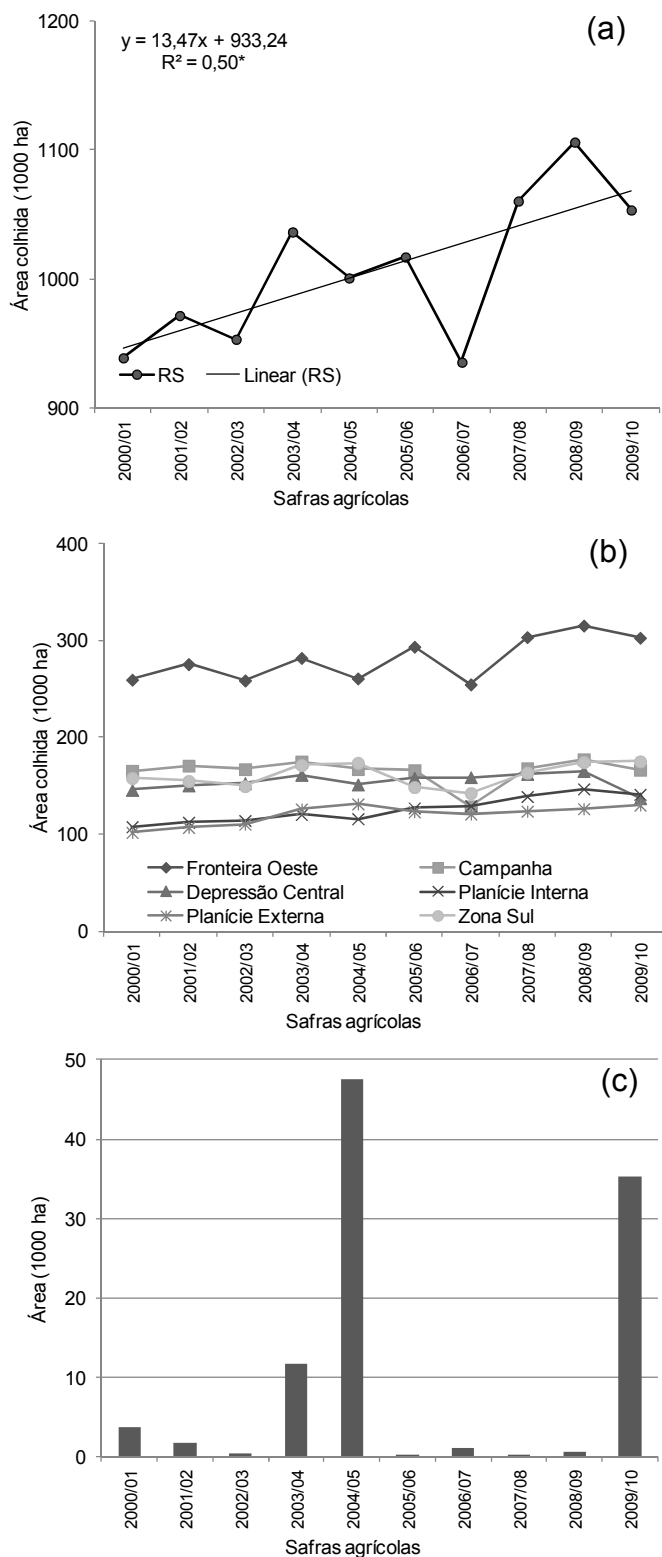 (a)
y = 13,47x + 933,24
R² = 0,50*
Área colhida (1000 ha)
1200
1100
1000
900
RS
Linear (RS)
2000/01
2001/02
2002/03
2003/04
2004/05
2005/06
2006/07
2007/08
2008/09
2009/10
Safras agrícolas
(b)
Área colhida (1000 ha)
400
300
200
100
0
Fronteira Oeste
Campanha
Depressão Central
Planície Interna
Planície Externa
Zona Sul
2000/01
2001/02
2002/03
2003/04
2004/05
2005/06
2006/07
2007/08
2008/09
2009/10
Safras agrícolas
(c)
Área (1000 ha)
50
40
30
20
10
0
2000/01
2001/02
2002/03
2003/04
2004/05
2005/06
2006/07
2007/08
2008/09
2009/10
Safras agrícolas